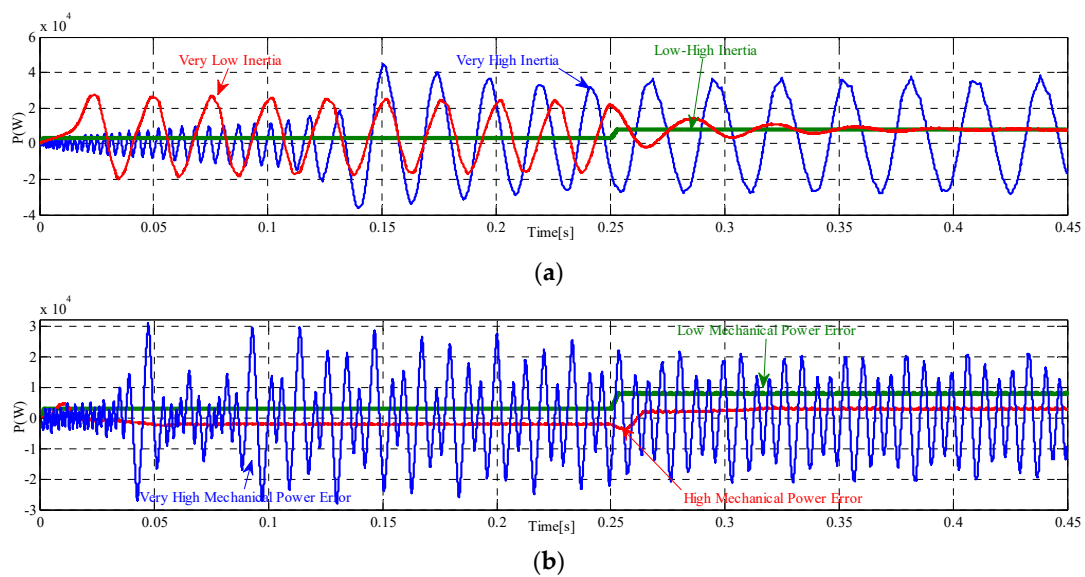 x 10^4
6
Low-High Inertia
Very Low Inertia
Very High Inertia
4
2
P(W)
0
-2
-4
0
0.05
0.1
0.15
0.2
0.25
0.3
0.35
0.4
0.45
Time[s]
(a)
x 10^4
3
Low Mechanical Power Error
2
1
P(W)
0
-1
-2
Very High Mechanical Power Error
High Mechanical Power Error
-3
0
0.05
0.1
0.15
0.2
0.25
0.3
0.35
0.4
0.45
Time[s]
(b)